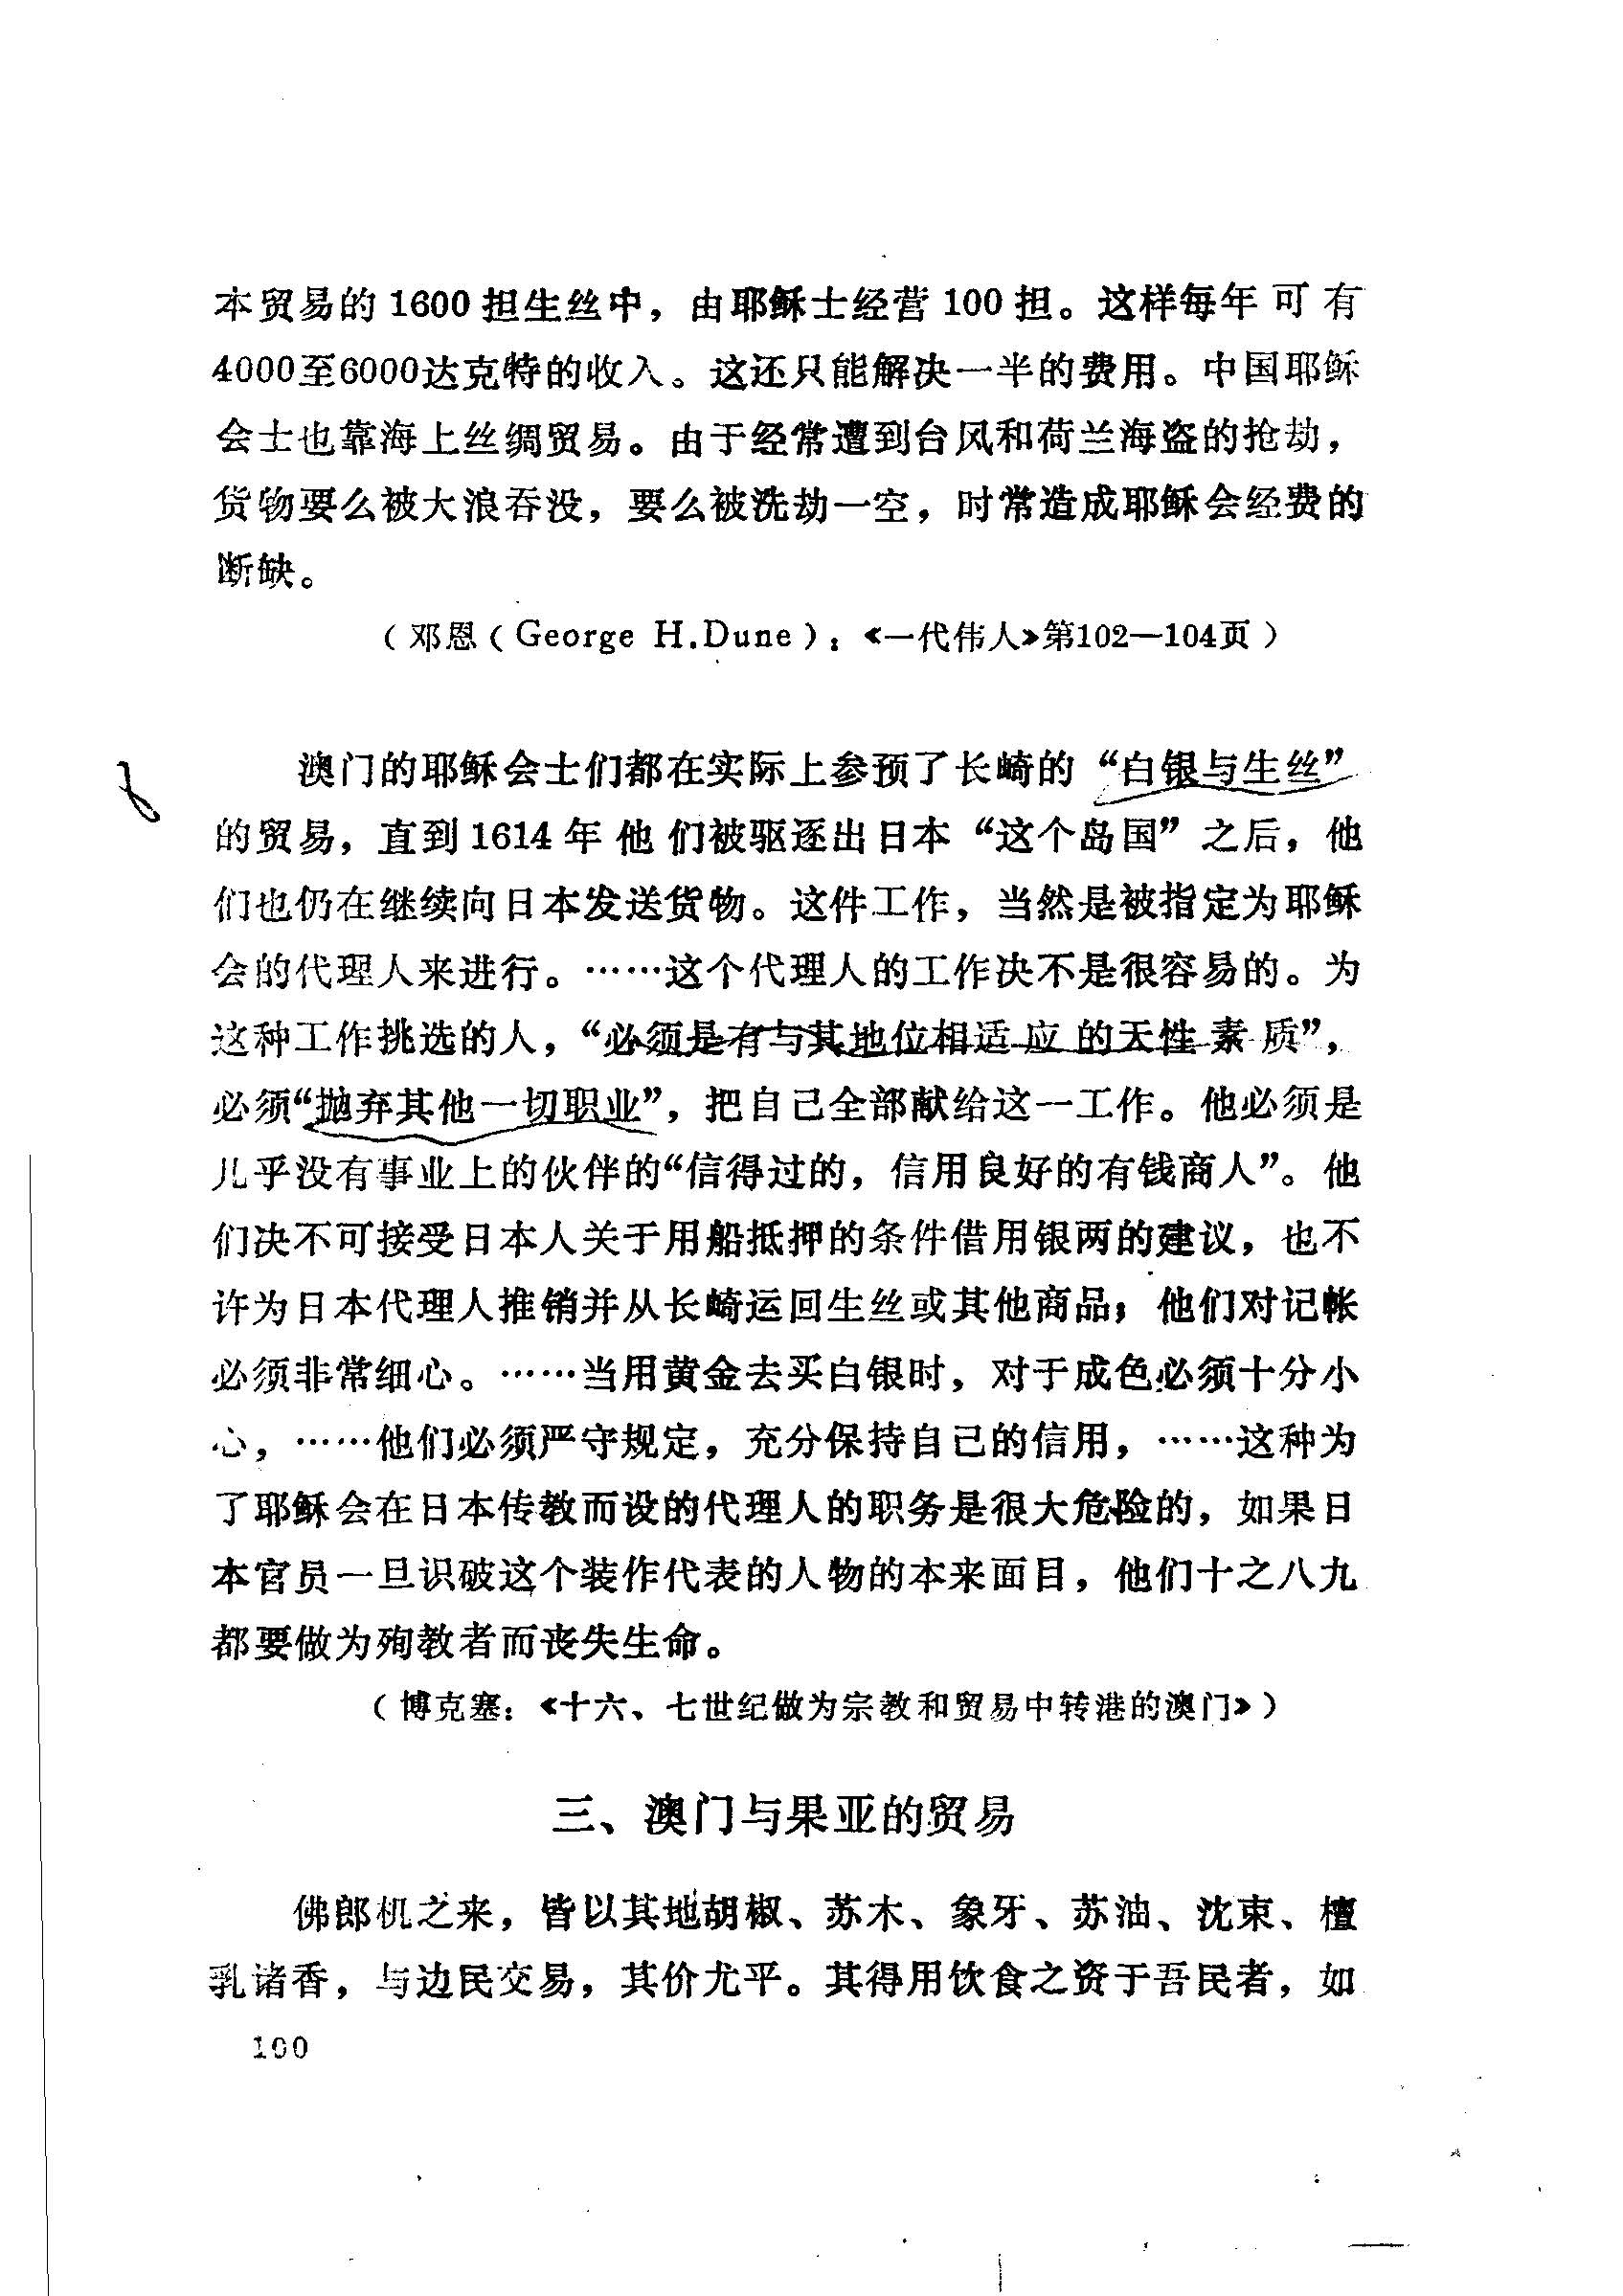 本贸易的1600担生丝中，由耶稣士经营100担。这样每年可有
4000至6000达克特的收入。这还只能解决一半的费用。中国耶稣
会士也靠海上丝绸贸易。由于经常遭到台风和荷兰海盗的抢劫，
货物要么被大浪吞没，要么被洗劫一空，时常造成耶稣会经费的
断缺。
（邓恩（George H.Dune）：《一代伟人》第102—104页）
澳门的耶稣会士们都在实际上参预了长崎的“白银与生丝”
的贸易，直到1614年他们被驱逐出日本“这个岛国”之后，他
们也仍在继续向日本发送货物。这件工作，当然是被指定为耶稣
会的代理人来进行。……这个代理人的工作决不是很容易的。为
这种工作挑选的人，“必须是有与其地位相适应的天性素质”，
必须“抛弃其他一切职业”，把自己全部献给这一工作。他必须是
几乎没有事业上的伙伴的“信得过的，信用良好的有钱商人”。他
们决不可接受日本人关于用船抵押的条件借用银两的建议，也不
许为日本代理人推销并从长崎运回生丝或其他商品；他们对记帐
必须非常细心。……当用黄金去买白银时，对于成色必须十分小
心，……他们必须严守规定，充分保持自己的信用，……这种为
了耶稣会在日本传教而设的代理人的职务是很大危险的，如果日
本官员一旦识破这个装作代表的人物的本来面目，他们十之八九
都要做为殉教者而丧失生命。
（博克塞：《十六、七世纪做为宗教和贸易中转港的澳门》）
三、澳门与果亚的贸易
佛郎机之来，皆以其地胡椒、苏木、象牙、苏油、沈束、檀
乳诸香，与边民交易，其价尤平。其得用饮食之资于吾民者，如
100